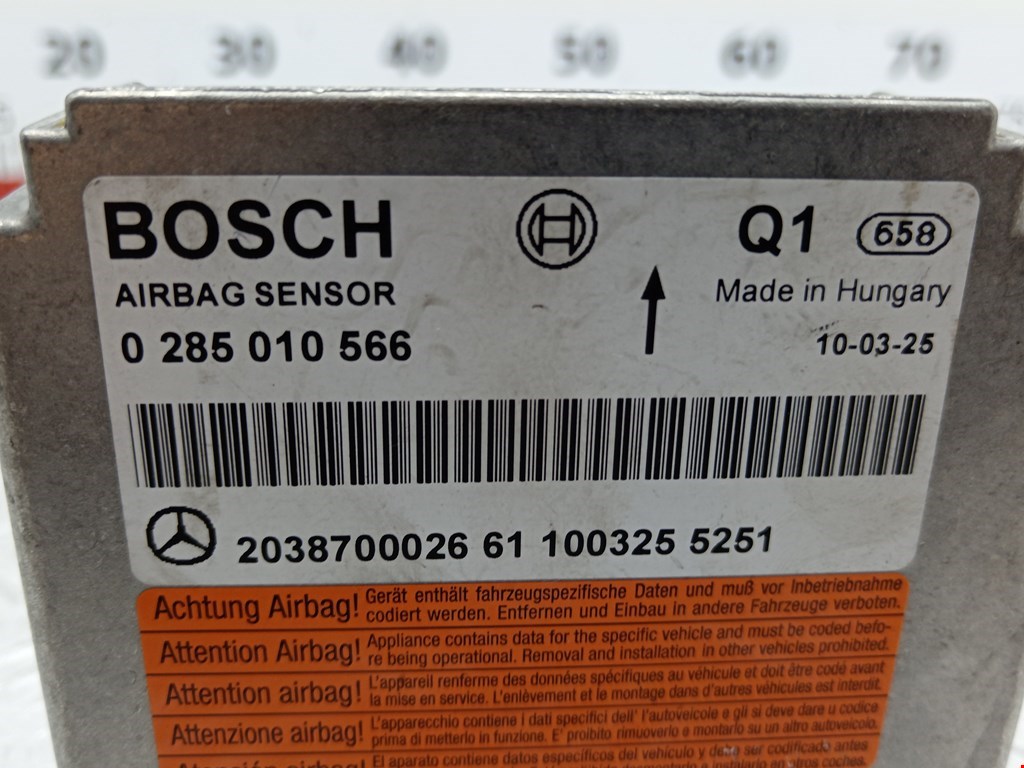 20 30 40 50 60 70
BOSCH
Q1 658
AIRBAG SENSOR
Made in Hungary
0 285 010 566
10-03-25
2038700026 61 100325 5251
Achtung Airbag! Gerät enthält fahrzeugspezifische Daten und muß vor Inbetriebnahme
codiert werden. Entfernen und Einbau in andere Fahrzeuge verboten.
Attention Airbag! Appliance contains data for the specific vehicle and must be coded befo-
re being operational. Removal and installation in other vehicles prohibited.
Attention airbag! L'appareil renferme des données spécifiques au véhicule et doit être codé avant
la mise en service. L'enlèvement et le montage dans d'autres véhicules est interdit.
Attenzione airbag! L'apparecchio contiene i dati specifici dell' l'autoveicolo e gli si deve dare u codice
prima di metterlo in funzione. E' proibito rimuoverlo e montarlo su un altro autoveicolo.
Atención airbag! El aparato contiene datos específicos del vehículo y debe sur codificado antes